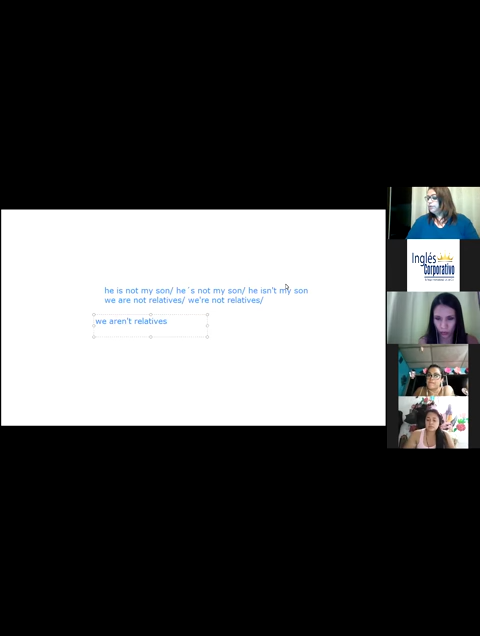 he is not my son/ he´s not my son/ he isn't my son
we are not relatives/ we're not relatives/
we aren't relatives
Inglés
Corporativo